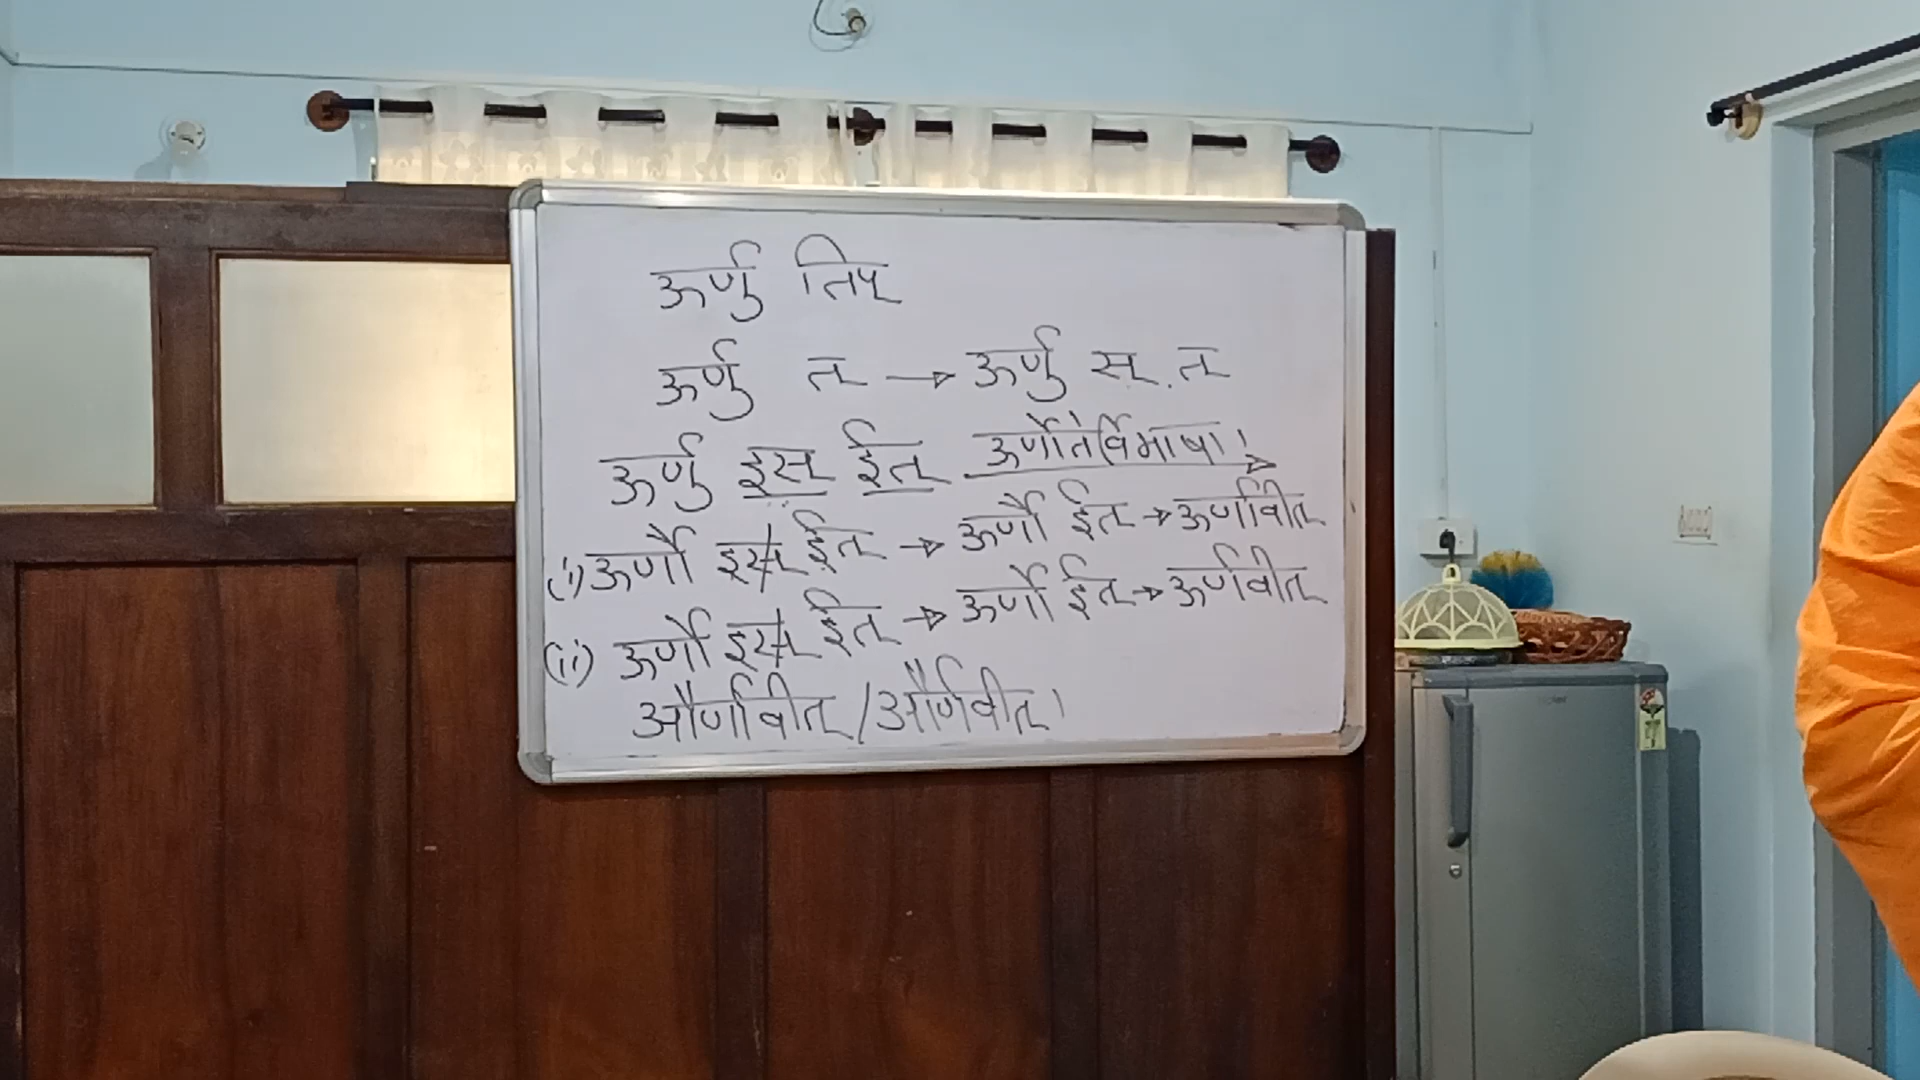 ऊर्णु तिप्
ऊर्णु त् → ऊर्णु स् त्
ऊर्णु इस् ईत् ऊर्णोतेर्विभाषा।
(i) ऊर्णौ इस् ईत् → ऊर्णौ ईत् → ऊर्णावीत्
(ii) ऊर्णो इस् ईत् → ऊर्णो ईत् → ऊर्णवीत्
और्णावीत् / और्णवीत्।